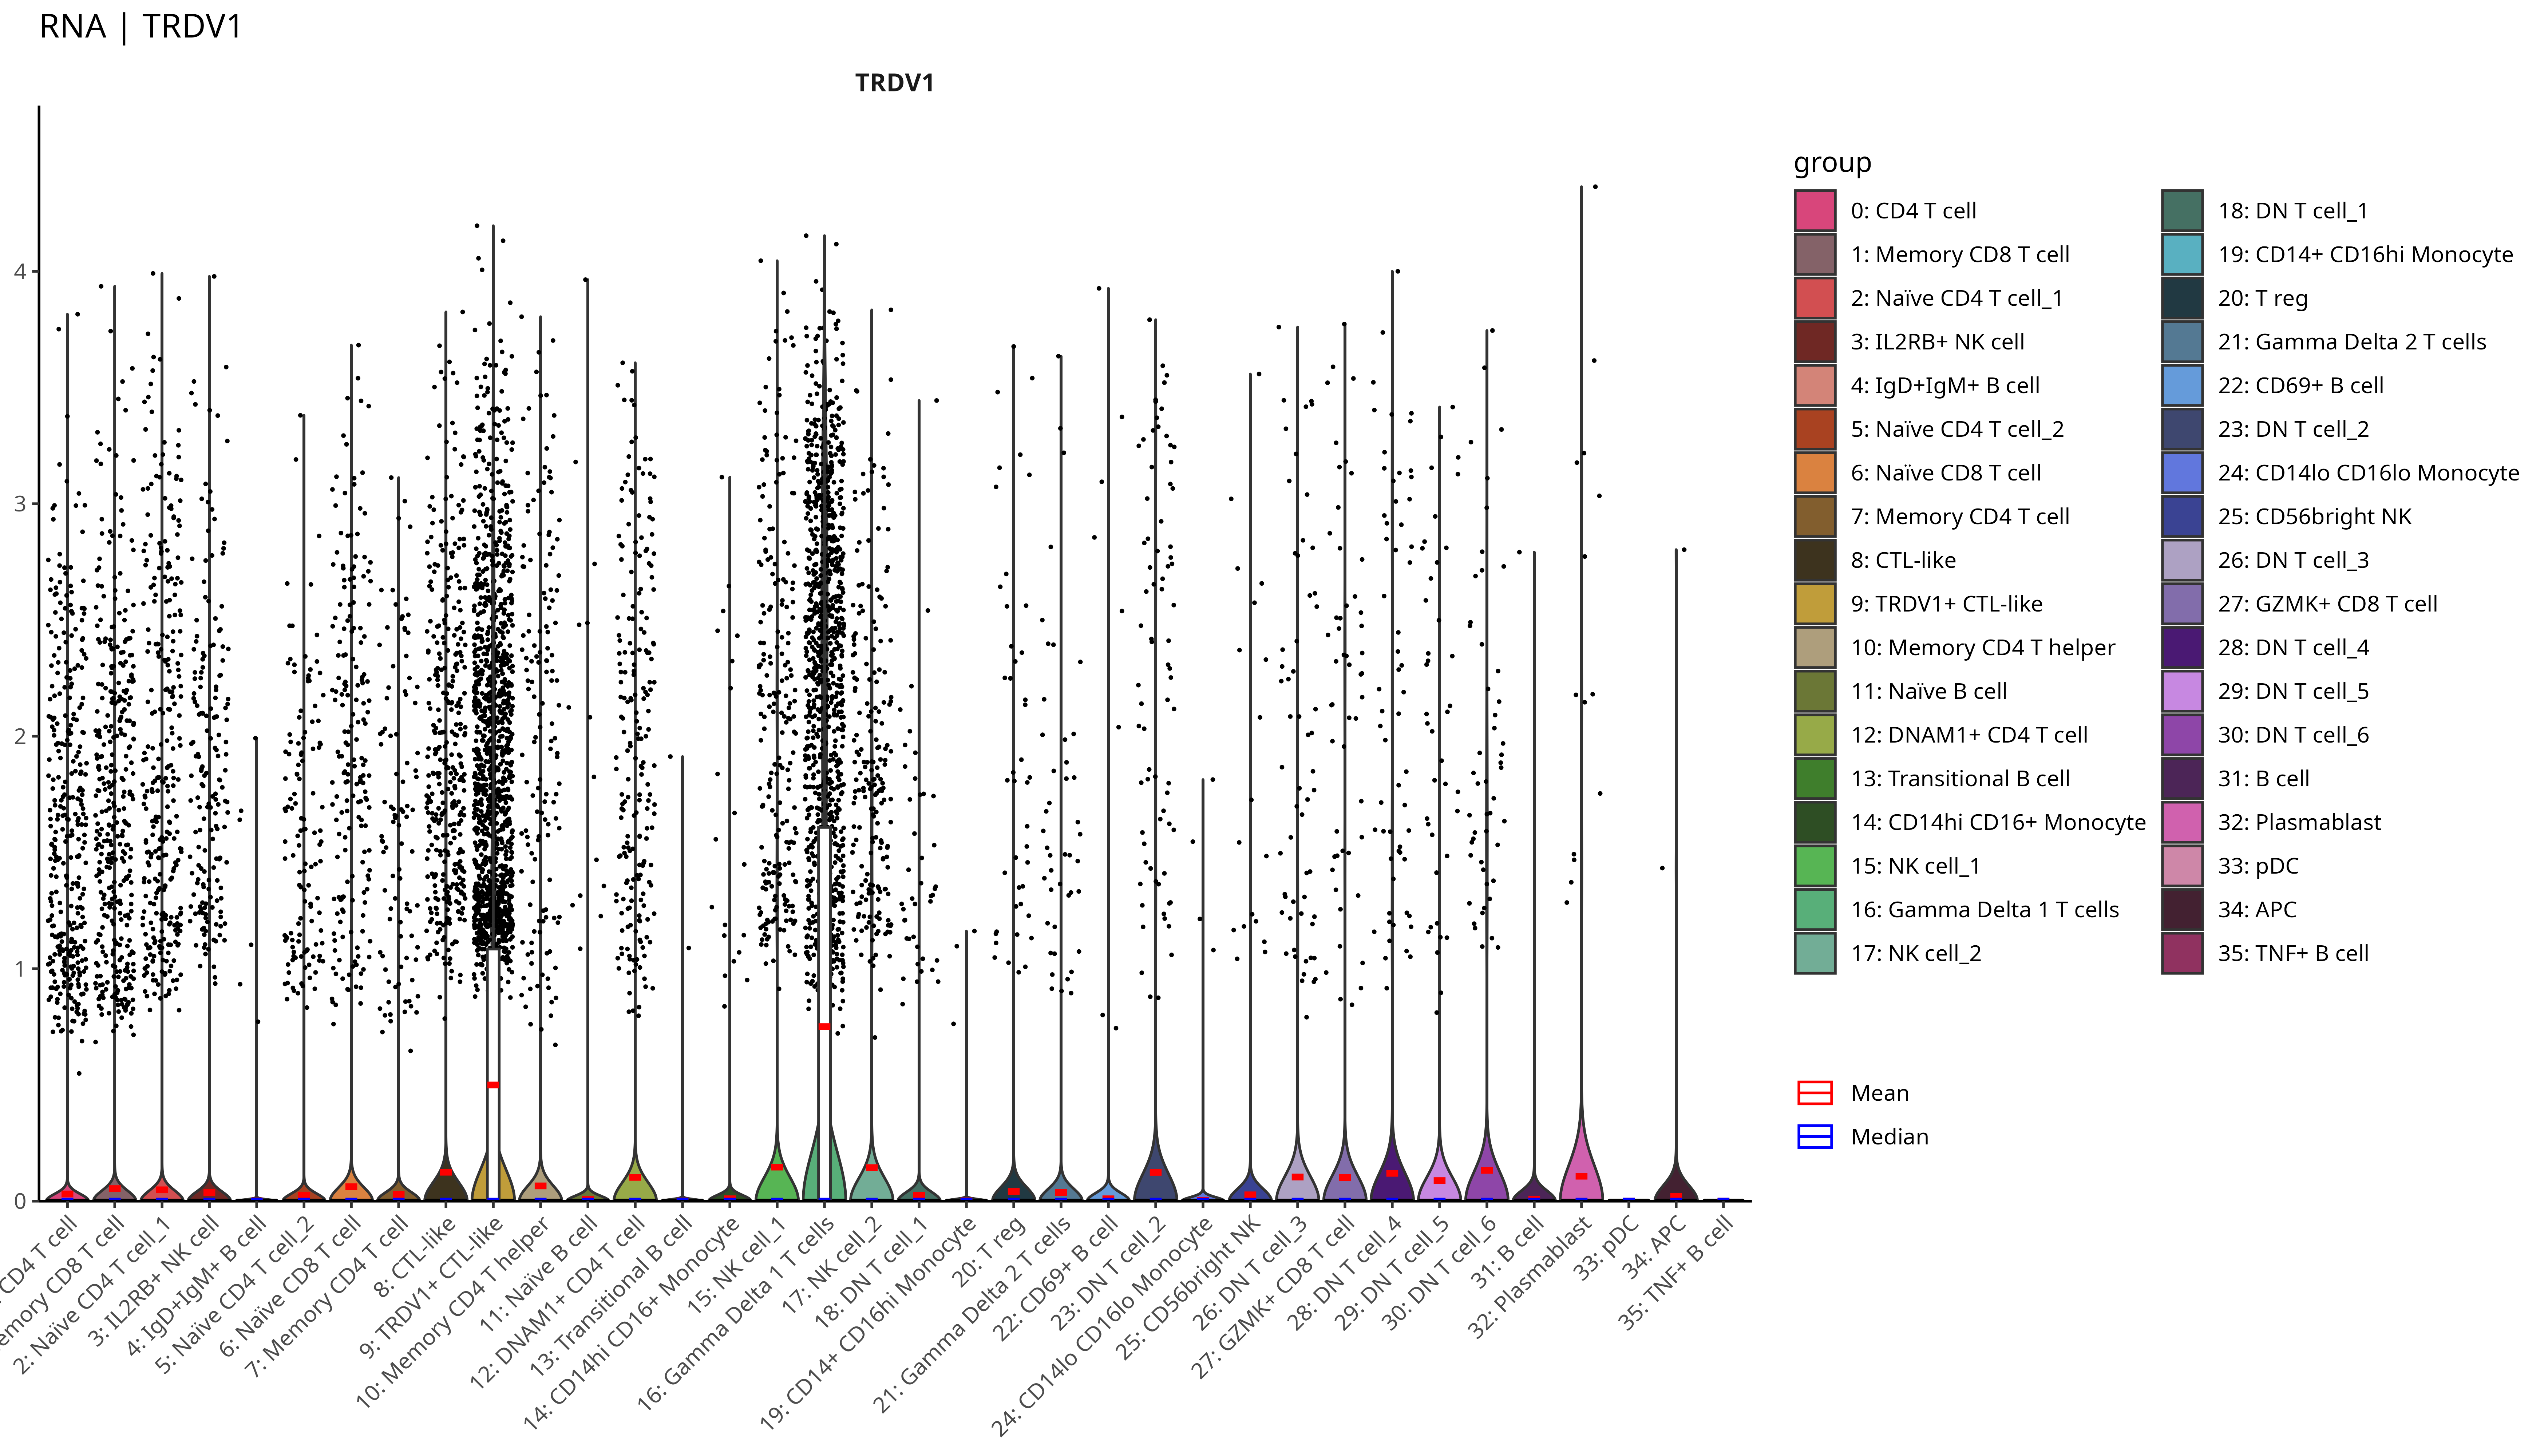 RNA | TRDV1
TRDV1
4
3
2
1
0
CD4 T cell
emory CD8 T cell
2: Naïve CD4 T cell_1
3: IL2RB+ NK cell
4: IgD+IgM+ B cell
5: Naïve CD4 T cell_2
6: Naïve CD8 T cell
7: Memory CD4 T cell
8: CTL-like
9: TRDV1+ CTL-like
10: Memory CD4 T helper
11: Naïve B cell
12: DNAM1+ CD4 T cell
13: Transitional B cell
14: CD14hi CD16+ Monocyte
15: NK cell_1
16: Gamma Delta 1 T cells
17: NK cell_2
18: DN T cell_1
19: CD14+ CD16hi Monocyte
20: T reg
21: Gamma Delta 2 T cells
22: CD69+ B cell
23: DN T cell_2
24: CD14lo CD16lo Monocyte
25: CD56bright NK
26: DN T cell_3
27: GZMK+ CD8 T cell
28: DN T cell_4
29: DN T cell_5
30: DN T cell_6
31: B cell
32: Plasmablast
33: pDC
34: APC
35: TNF+ B cell
group
0: CD4 T cell
1: Memory CD8 T cell
2: Naïve CD4 T cell_1
3: IL2RB+ NK cell
4: IgD+IgM+ B cell
5: Naïve CD4 T cell_2
6: Naïve CD8 T cell
7: Memory CD4 T cell
8: CTL-like
9: TRDV1+ CTL-like
10: Memory CD4 T helper
11: Naïve B cell
12: DNAM1+ CD4 T cell
13: Transitional B cell
14: CD14hi CD16+ Monocyte
15: NK cell_1
16: Gamma Delta 1 T cells
17: NK cell_2
18: DN T cell_1
19: CD14+ CD16hi Monocyte
20: T reg
21: Gamma Delta 2 T cells
22: CD69+ B cell
23: DN T cell_2
24: CD14lo CD16lo Monocyte
25: CD56bright NK
26: DN T cell_3
27: GZMK+ CD8 T cell
28: DN T cell_4
29: DN T cell_5
30: DN T cell_6
31: B cell
32: Plasmablast
33: pDC
34: APC
35: TNF+ B cell
Mean
Median